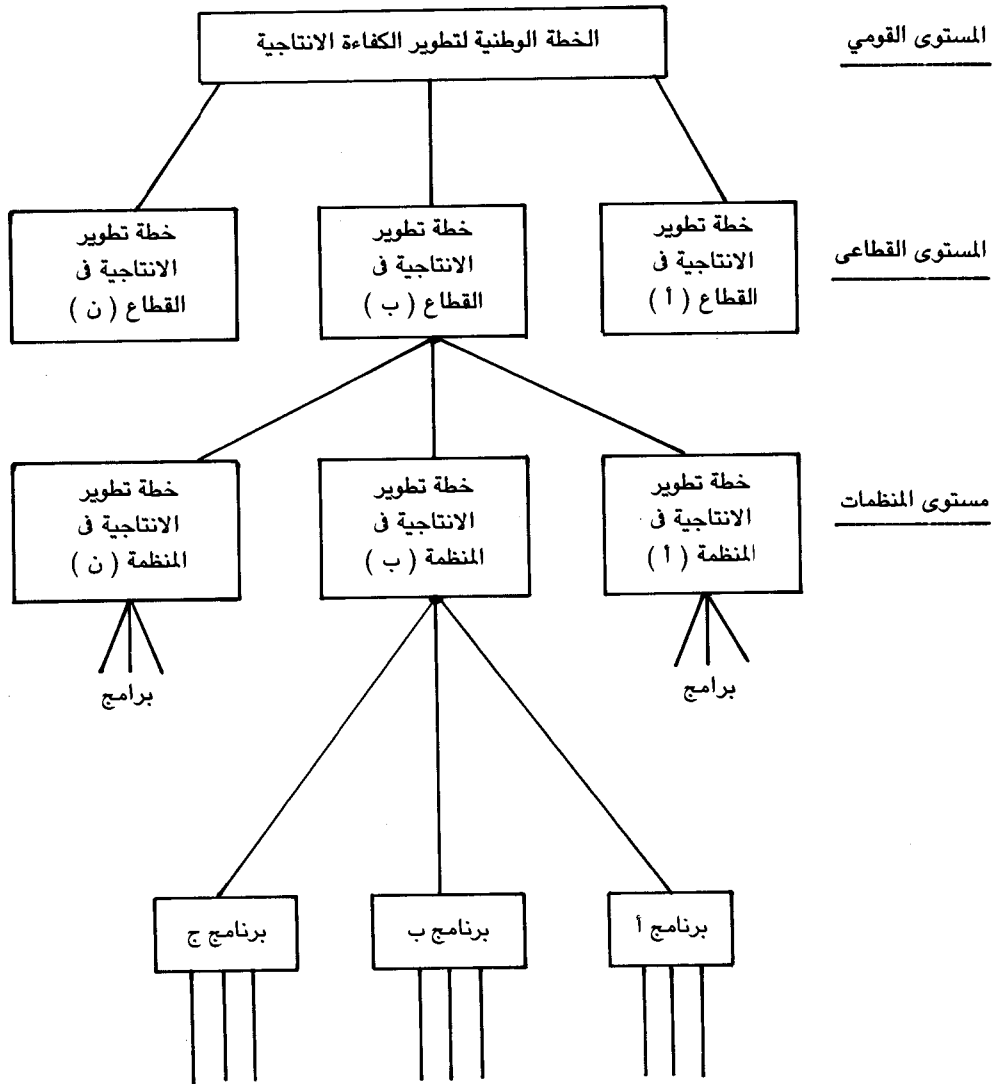 المستوى القومي
الخطة الوطنية لتطوير الكفاءة الانتاجية
المستوى القطاعى
خطة تطوير
الانتاجية فى
القطاع ( أ )
خطة تطوير
الانتاجية فى
القطاع ( ب )
خطة تطوير
الانتاجية فى
القطاع ( ن )
مستوى المنظمات
خطة تطوير
الانتاجية فى
المنظمة ( أ )
خطة تطوير
الانتاجية فى
المنظمة ( ب )
خطة تطوير
الانتاجية فى
المنظمة ( ن )
برامج
برامج
برنامج أ
برنامج ب
برنامج ج